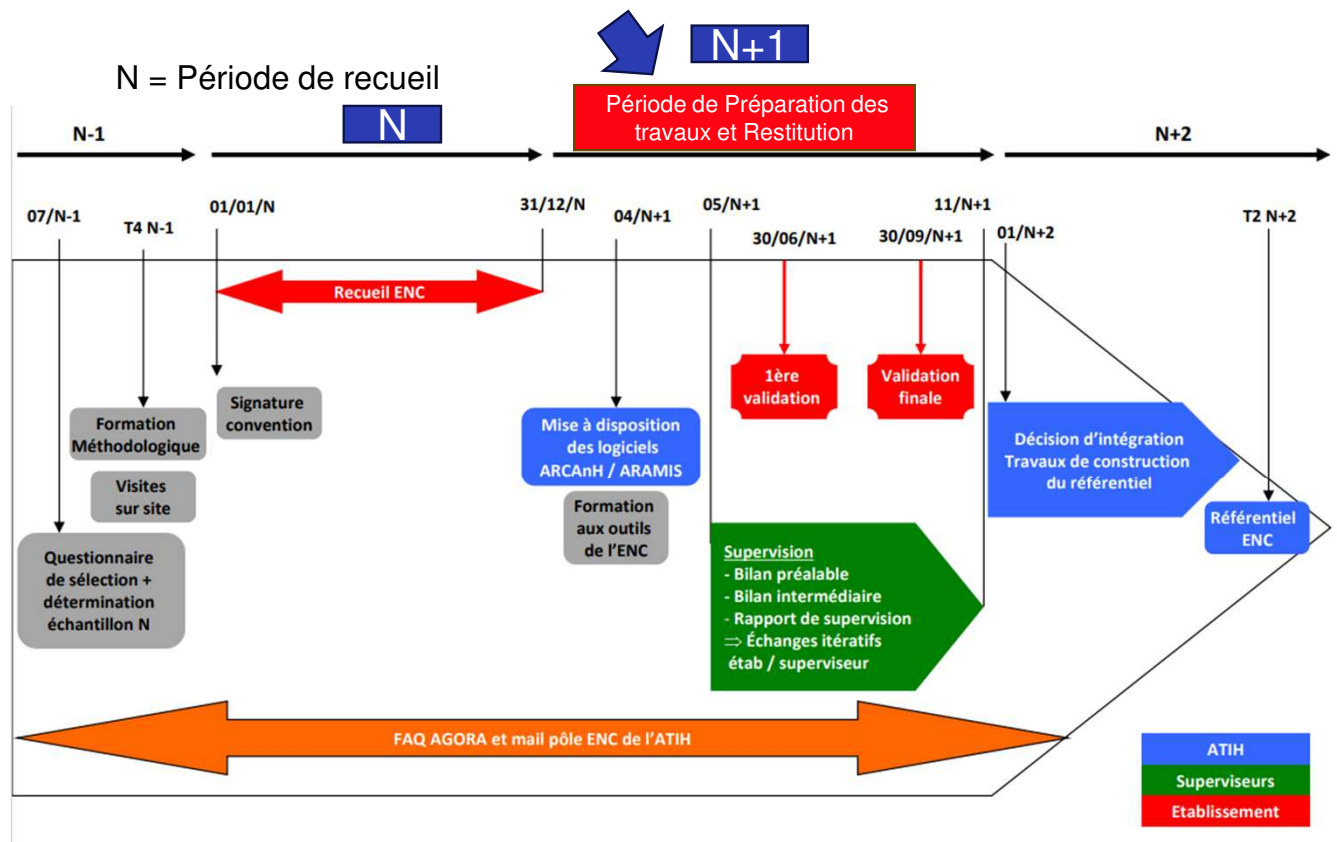 N+1
N = Période de recueil
N
Période de Préparation des
travaux et Restitution
N-1
N+2
07/N-1
T4 N-1
01/01/N
31/12/N
04/N+1
05/N+1
30/06/N+1
30/09/N+1
11/N+1
01/N+2
T2 N+2
Recueil ENC
Formation
Méthodologique
Visites
sur site
Questionnaire
de sélection +
détermination
échantillon N
Signature
convention
Mise à disposition
des logiciels
ARCAnH / ARAMIS
Formation
aux outils
de l’ENC
1ère
validation
Validation
finale
Supervision
- Bilan préalable
- Bilan intermédiaire
- Rapport de supervision
⇒ Échanges itératifs
étab / superviseur
Décision d’intégration
Travaux de construction
du référentiel
Référentiel
ENC
FAQ AGORA et mail pôle ENC de l’ATIH
ATIH
Superviseurs
Etablissement